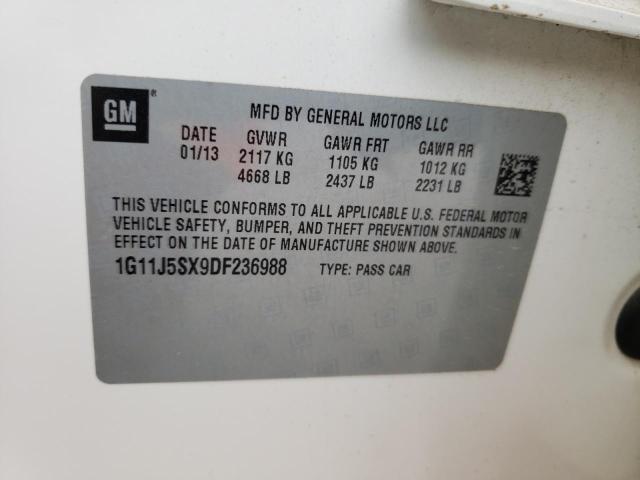 GM ®
MFD BY GENERAL MOTORS LLC
DATE GVWR GAWR FRT GAWR RR
01/13 2117 KG 1105 KG 1012 KG
4668 LB 2437 LB 2231 LB
THIS VEHICLE CONFORMS TO ALL APPLICABLE U.S. FEDERAL MOTOR
VEHICLE SAFETY, BUMPER, AND THEFT PREVENTION STANDARDS IN
EFFECT ON THE DATE OF MANUFACTURE SHOWN ABOVE.
1G11J5SX9DF236988 TYPE: PASS CAR